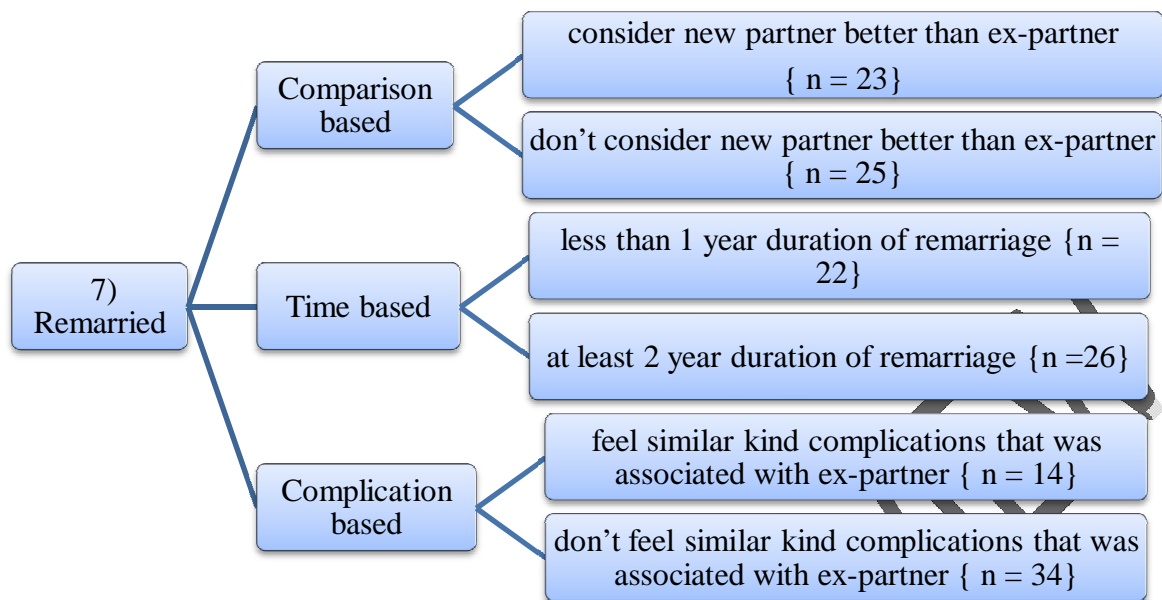 consider new partner better than ex-partner
{ n = 23}
Comparison
based
don’t consider new partner better than ex-partner
{ n = 25}
less than 1 year duration of remarriage {n =
22}
7)
Remarried
Time based
at least 2 year duration of remarriage {n =26}
feel similar kind complications that was
associated with ex-partner { n = 14}
Complication
based
don’t feel similar kind complications that was
associated with ex-partner { n = 34}